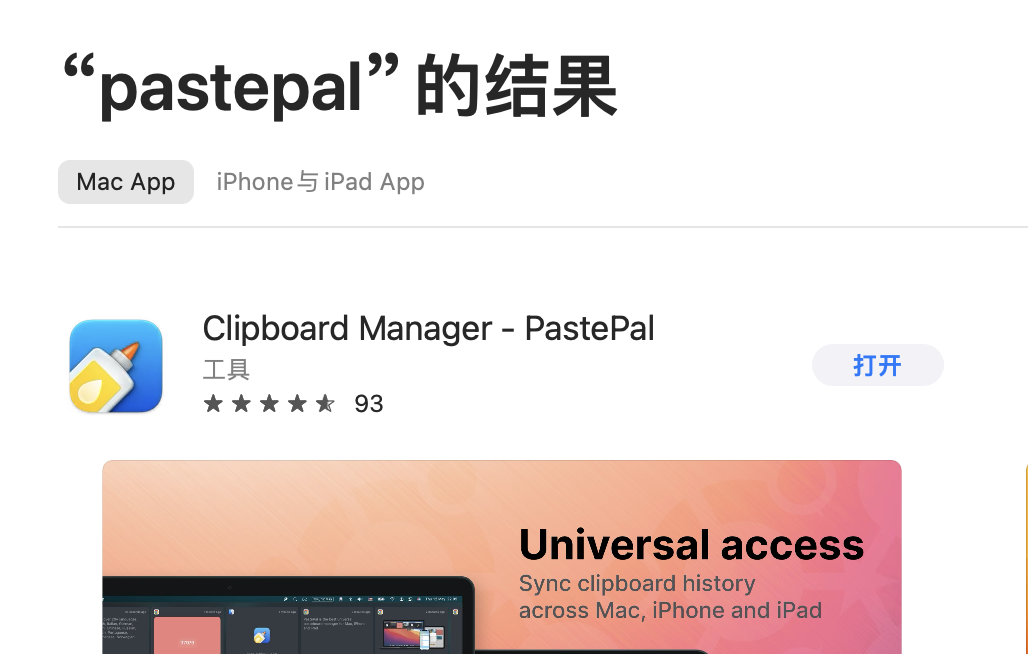 “pastepal” 的结果
Mac App
iPhone与 iPad App
Clipboard Manager - PastePal
工具
93
打开
Universal access
Sync clipboard history
across Mac, iPhone and iPad